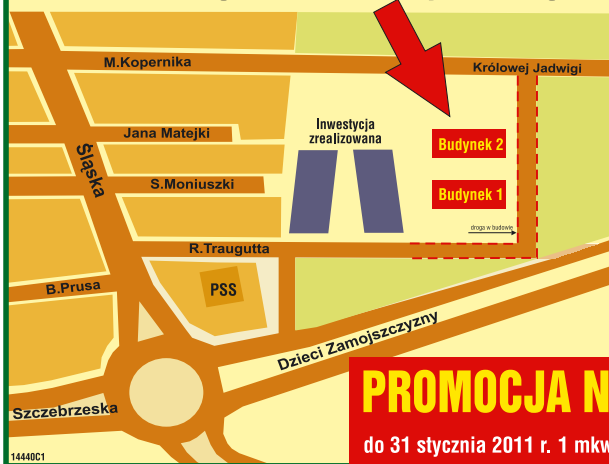 M.Kopernika
Królowej Jadwigi
Jana Matejki
Inwestycja
zrealizowana
Budynek 2
Śląska
S.Moniuszki
Budynek 1
droga w budowie
R.Traugutta
B.Prusa
PSS
Dzieci Zamojszczyzny
Szczebrzeska
PROMOCJA N
do 31 stycznia 2011 r. 1 mkw
14440C1